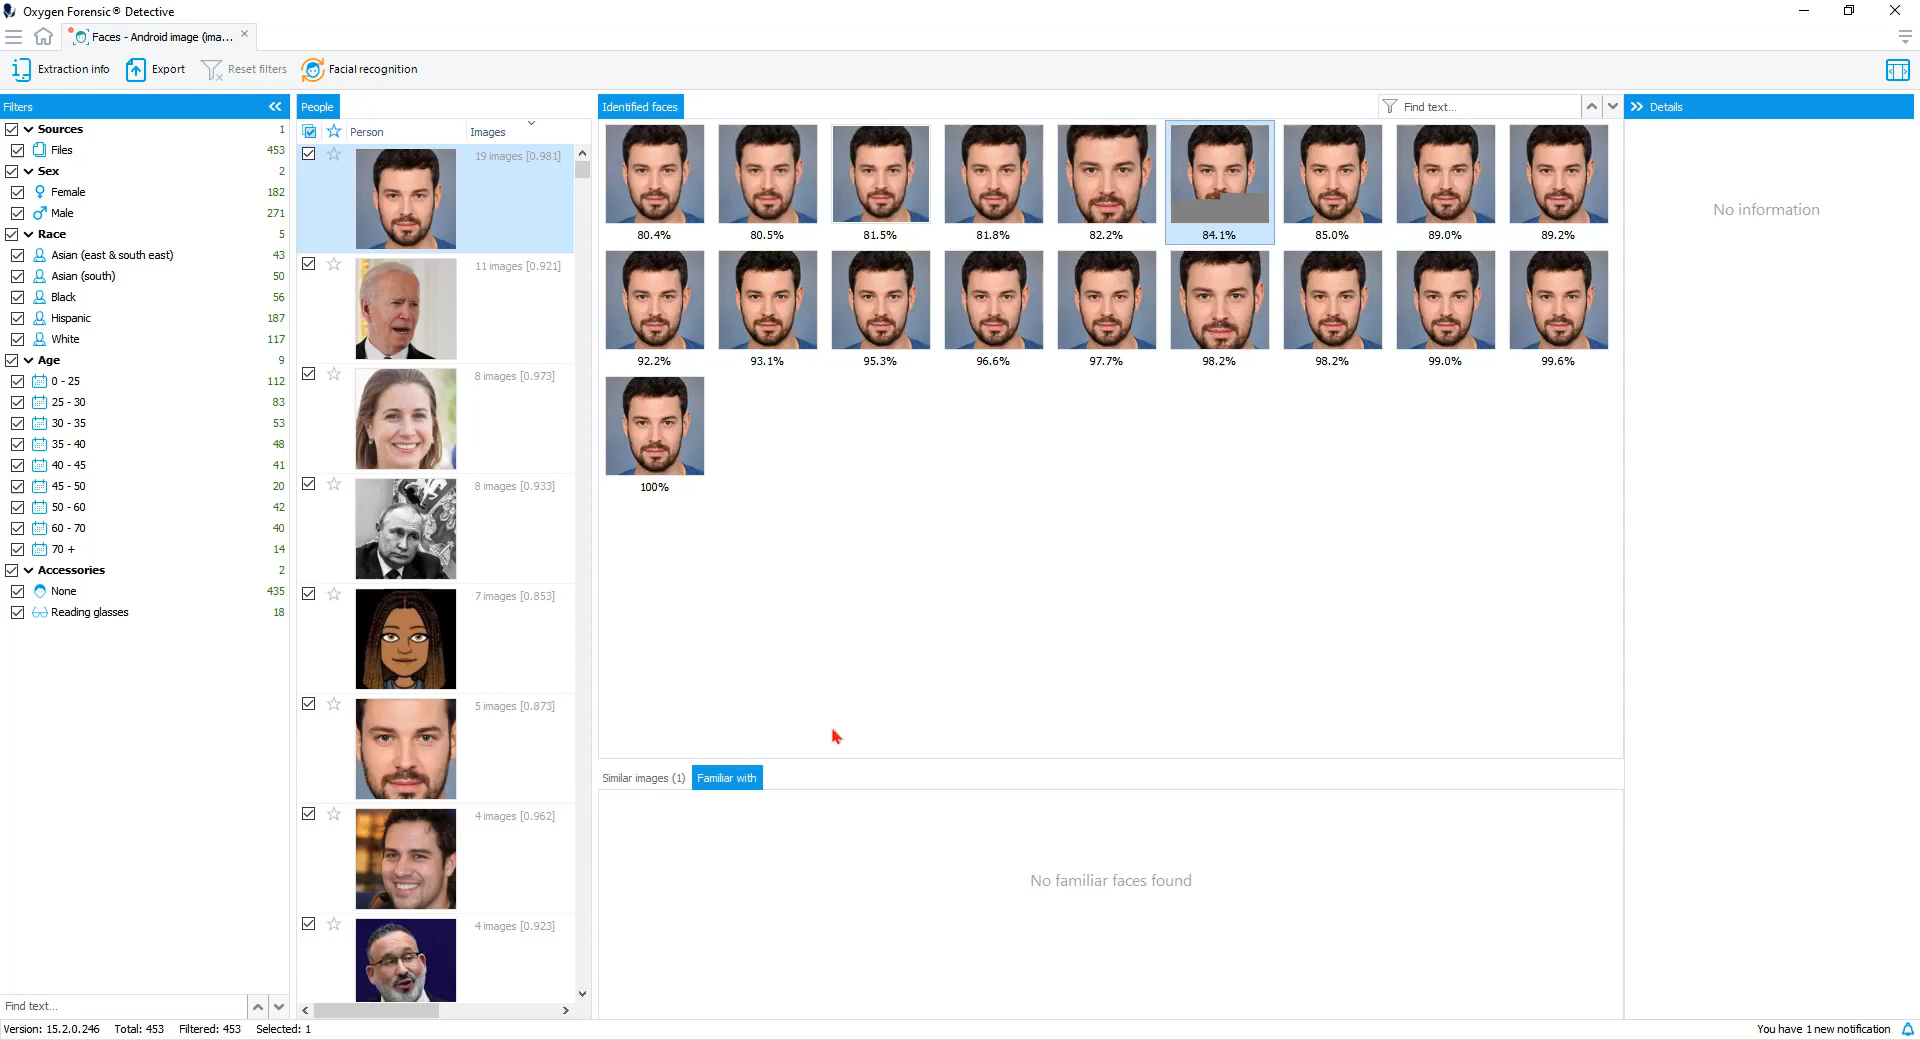 Oxygen Forensic® Detective
Faces - Android image (ima...
Extraction info
Export
Reset filters
Facial recognition
Filters
Sources 1
Files 453
Sex 2
Female 182
Male 271
Race 5
Asian (east & south east) 43
Asian (south) 50
Black 56
Hispanic 187
White 117
Age 9
0 - 25 112
25 - 30 83
30 - 35 53
35 - 40 48
40 - 45 41
45 - 50 20
50 - 60 42
60 - 70 40
70 + 14
Accessories 2
None 435
Reading glasses 18
Find text...
People
Person Images
19 images [0.981]
11 images [0.921]
8 images [0.973]
8 images [0.933]
7 images [0.853]
5 images [0.873]
4 images [0.962]
4 images [0.923]
Identified faces
Find text...
80.4% 80.5% 81.5% 81.8% 82.2% 84.1% 85.0% 89.0% 89.2%
92.2% 93.1% 95.3% 96.6% 97.7% 98.2% 98.2% 99.0% 99.6%
100%
Similar images (1) Familiar with
No familiar faces found
Details
No information
Version: 15.2.0.246 Total: 453 Filtered: 453 Selected: 1
You have 1 new notification